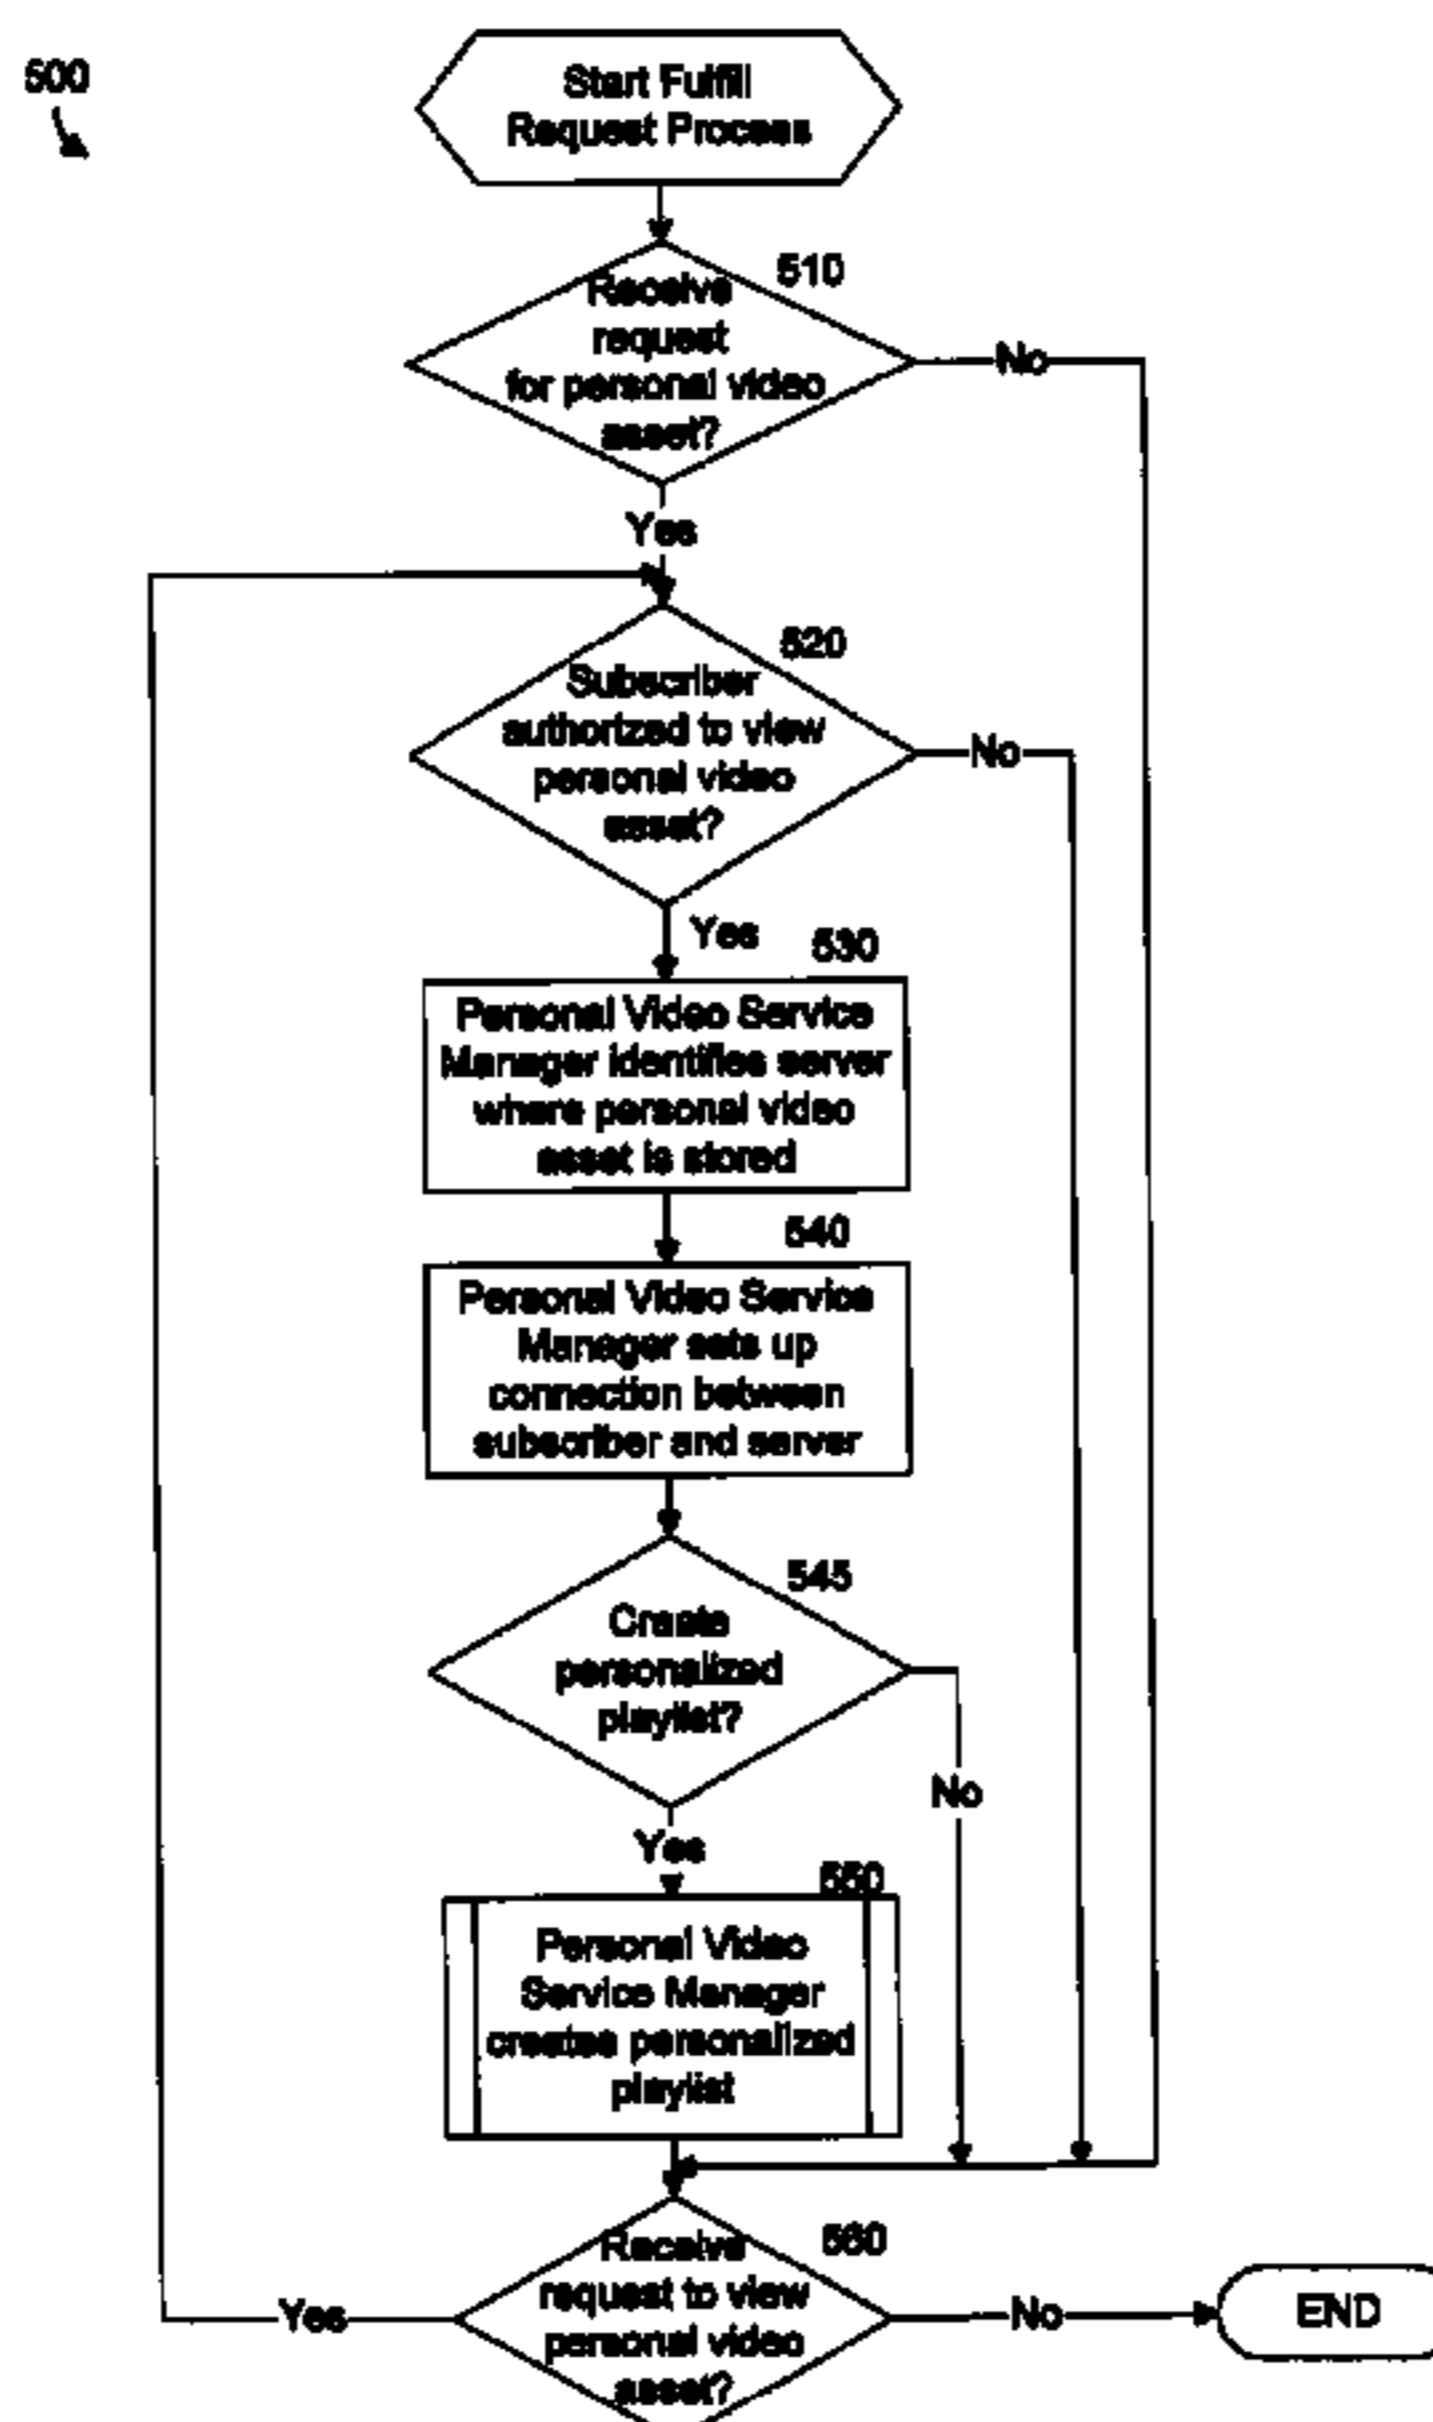 500
Start Fulfill
Request Process
510
Receive
request
for personal video
asset?
No
Yes
520
Subscriber
authorized to view
personal video
asset?
No
Yes
530
Personal Video Service
Manager identifies server
where personal video
asset is stored
540
Personal Video Service
Manager sets up
connection between
subscriber and server
545
Create
personalized
playlist?
No
Yes
550
Personal Video
Service Manager
creates personalized
playlist
560
Receive
request to view
personal video
asset?
Yes
No
END